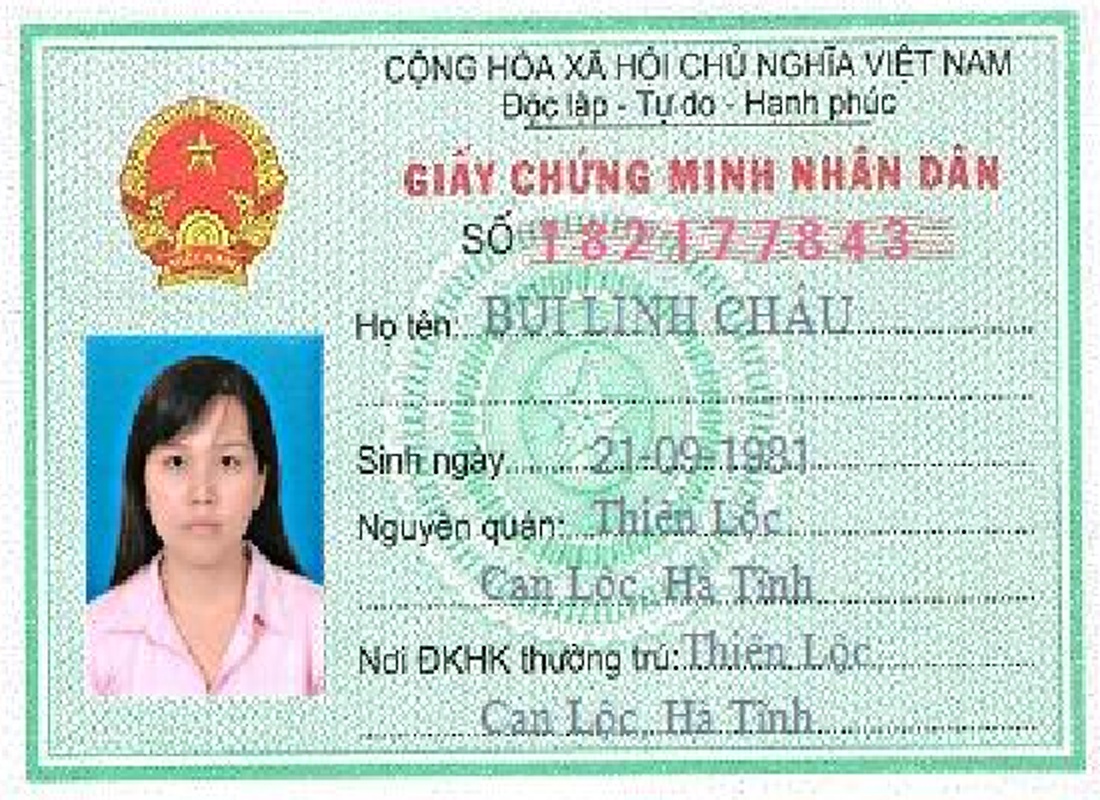 CỘNG HÒA XÃ HỘI CHỦ NGHĨA VIỆT NAM
Độc lập - Tự do - Hạnh phúc
GIẤY CHỨNG MINH NHÂN DÂN
SỐ 182177843
Họ tên: BÙI LINH CHÂU
Sinh ngày 21-09-1981
Nguyên quán: Thiên Lộc
Can Lộc, Hà Tĩnh
Nơi ĐKHK thường trú: Thiên Lộc,
Can Lộc, Hà Tĩnh